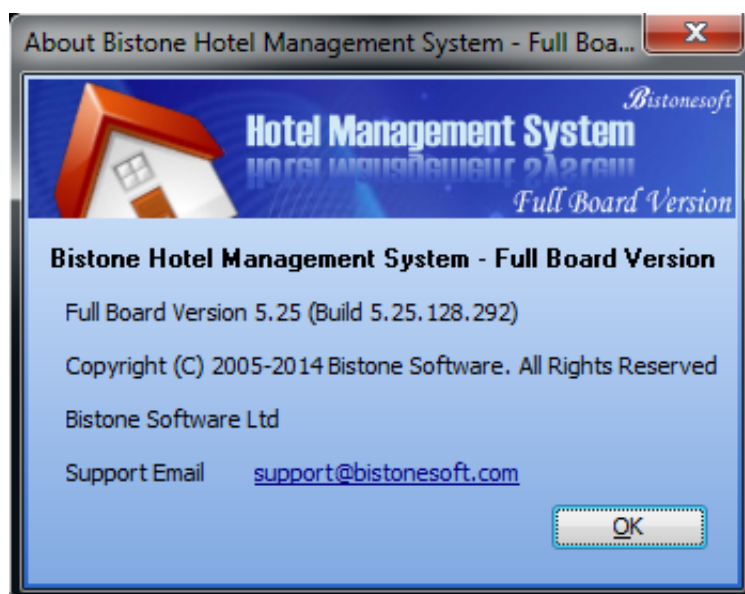 About Bistone Hotel Management System - Full Boa...
Bistonesoft
Hotel Management System
Full Board Version
Bistone Hotel Management System - Full Board Version
Full Board Version 5.25 (Build 5.25.128.292)
Copyright (C) 2005-2014 Bistone Software. All Rights Reserved
Bistone Software Ltd
Support Email support@bistonesoft.com
OK